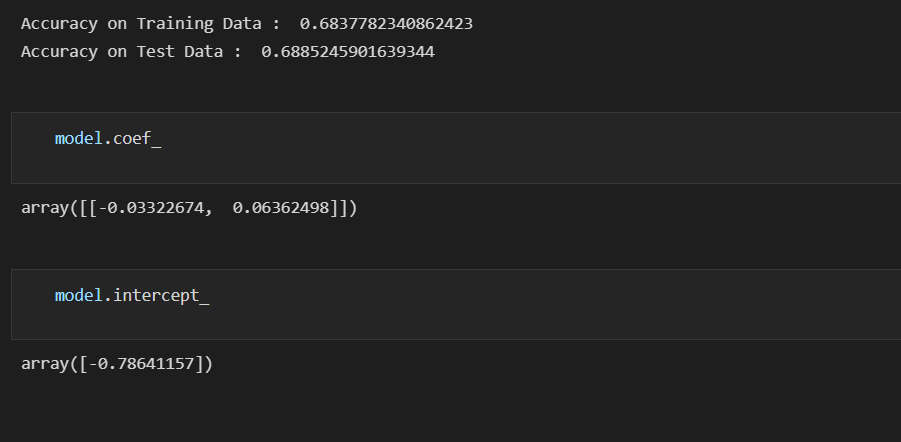 Accuracy on Training Data :  0.6837782340862423
Accuracy on Test Data :  0.6885245901639344
model.coef_
array([[-0.03322674,  0.06362498]])
model.intercept_
array([-0.78641157])